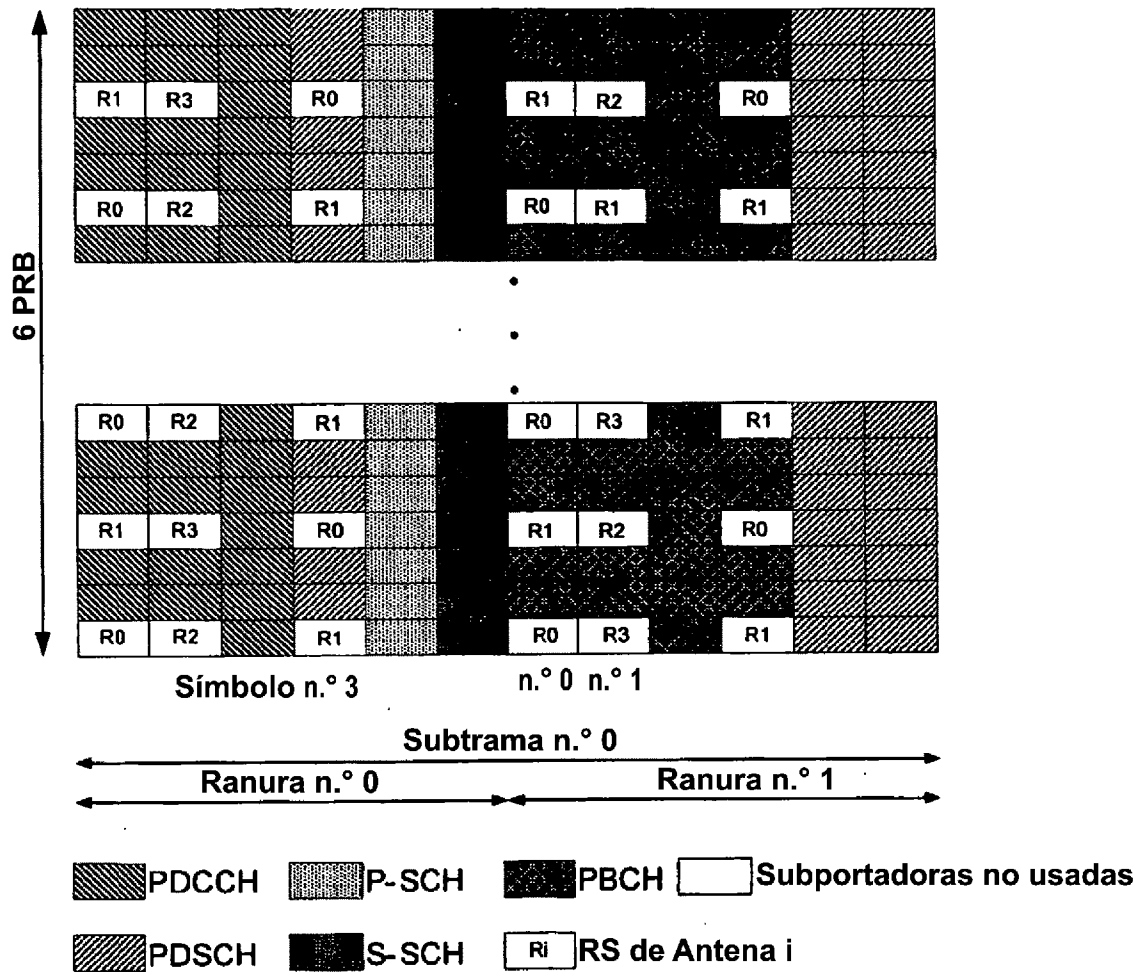 R1 R3 R0 R1 R2 R0
R0 R2 R1 R0 R1 R1
6 PRB
R0 R2 R1 R0 R3 R1
R1 R3 R0 R1 R2 R0
R0 R2 R1 R0 R3 R1
Símbolo n.° 3 n.° 0 n.° 1
Subtrama n.° 0
Ranura n.° 0 Ranura n.° 1
PDCCH P-SCH PBCH Subportadoras no usadas
PDSCH S-SCH Ri RS de Antena i